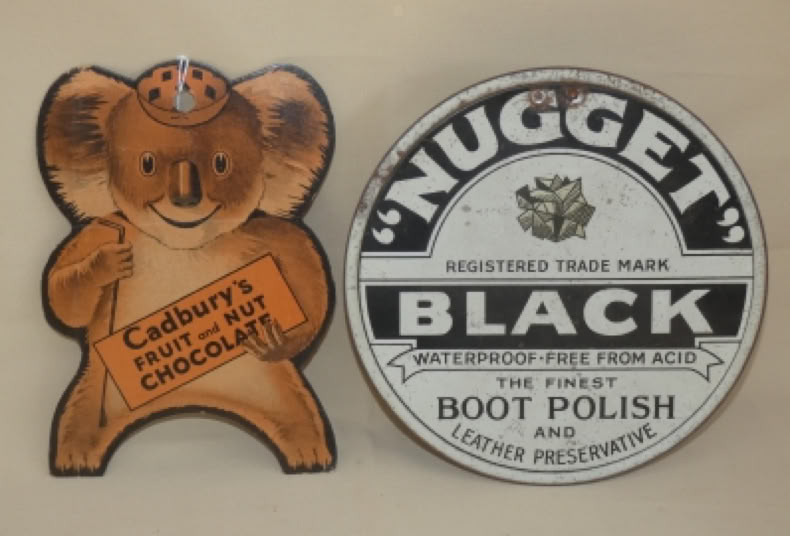 Cadbury's
FRUIT and NUT
CHOCOLATE
"NUGGET"
REGISTERED TRADE MARK
BLACK
WATERPROOF·FREE FROM ACID
THE FINEST
BOOT POLISH
AND
LEATHER PRESERVATIVE